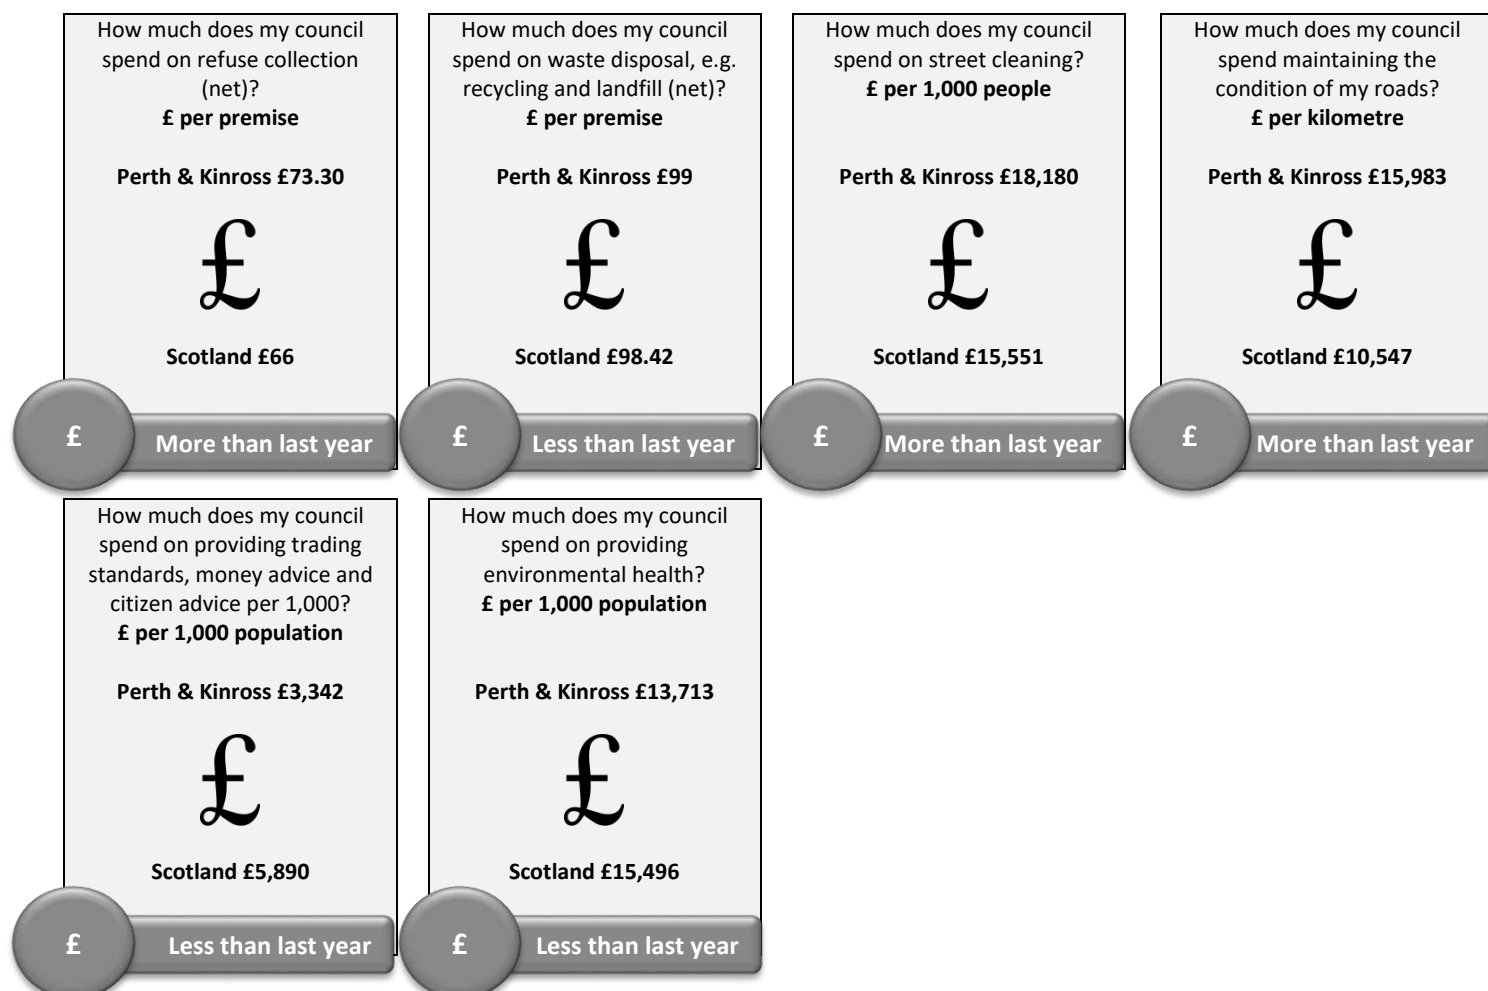 How much does my council
spend on refuse collection
(net)?
£ per premise
Perth & Kinross £73.30
£
Scotland £66
£
More than last year
How much does my council
spend on waste disposal, e.g.
recycling and landfill (net)?
£ per premise
Perth & Kinross £99
£
Scotland £98.42
£
Less than last year
How much does my council
spend on street cleaning?
£ per 1,000 people
Perth & Kinross £18,180
£
Scotland £15,551
£
More than last year
How much does my council
spend maintaining the
condition of my roads?
£ per kilometre
Perth & Kinross £15,983
£
Scotland £10,547
£
More than last year
How much does my council
spend on providing trading
standards, money advice and
citizen advice per 1,000?
£ per 1,000 population
Perth & Kinross £3,342
£
Scotland £5,890
£
Less than last year
How much does my council
spend on providing
environmental health?
£ per 1,000 population
Perth & Kinross £13,713
£
Scotland £15,496
£
Less than last year